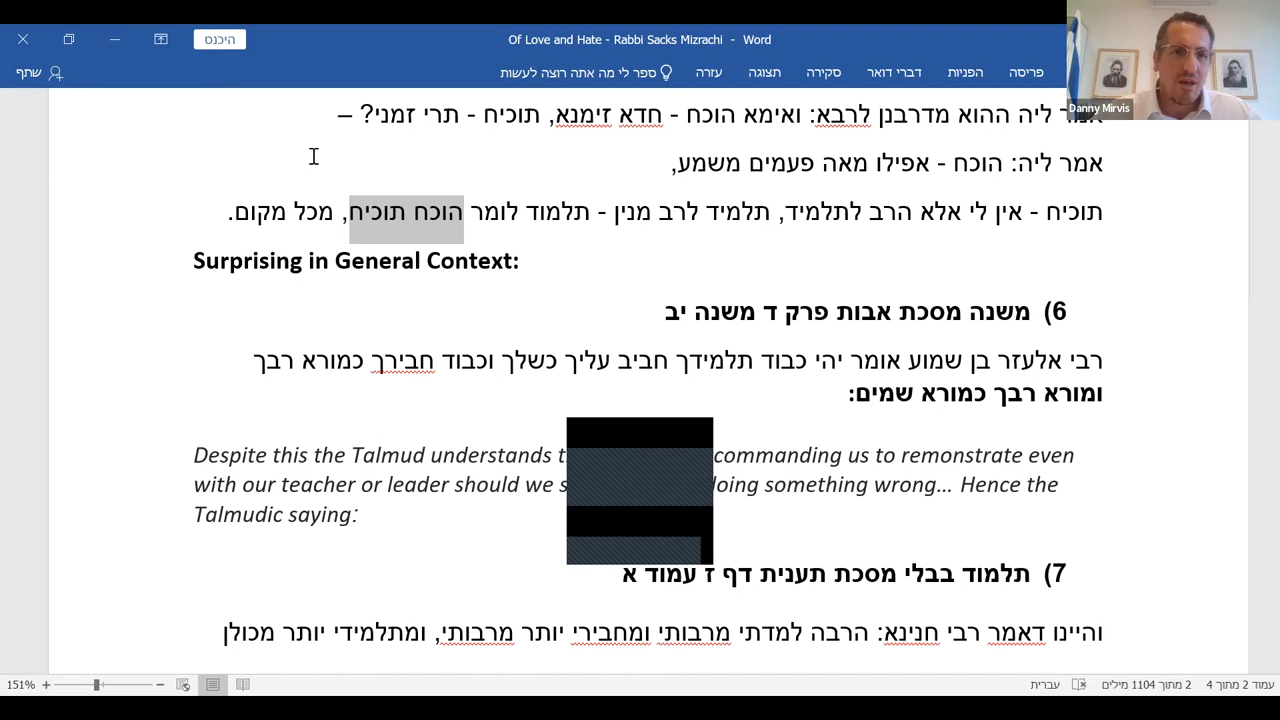 היכנס
Of Love and Hate - Rabbi Sacks Mizrachi - Word
שתף
ספר לי מה אתה רוצה לעשות
עזרה
תצוגה
סקירה
דברי דואר
הפניות
פריסה
Danny Mirvis
ליה ההוא מדרבנן לרבא: ואימא הוכח - חדא זימנא, תוכיח - תרי זמני? –
אמר ליה: הוכח - אפילו מאה פעמים משמע,
תוכיח - אין לי אלא הרב לתלמיד, תלמיד לרב מנין - תלמוד לומר הוכח תוכיח, מכל מקום.
Surprising in General Context:
6) משנה מסכת אבות פרק ד משנה יב
רבי אלעזר בן שמוע אומר יהי כבוד תלמידך חביב עליך כשלך וכבוד חבירך כמורא רבך
ומורא רבך כמורא שמים:
Despite this the Talmud understands commanding us to remonstrate even
with our teacher or leader should we something wrong… Hence the
Talmudic saying:
7) תלמוד בבלי מסכת תענית דף ז עמוד א
והיינו דאמר רבי חנינא: הרבה למדתי מרבותי ומחבירי יותר מרבותי, ומתלמידי יותר מכולן
151%
עברית
2 מתוך 1104 מילים
עמוד 2 מתוך 4